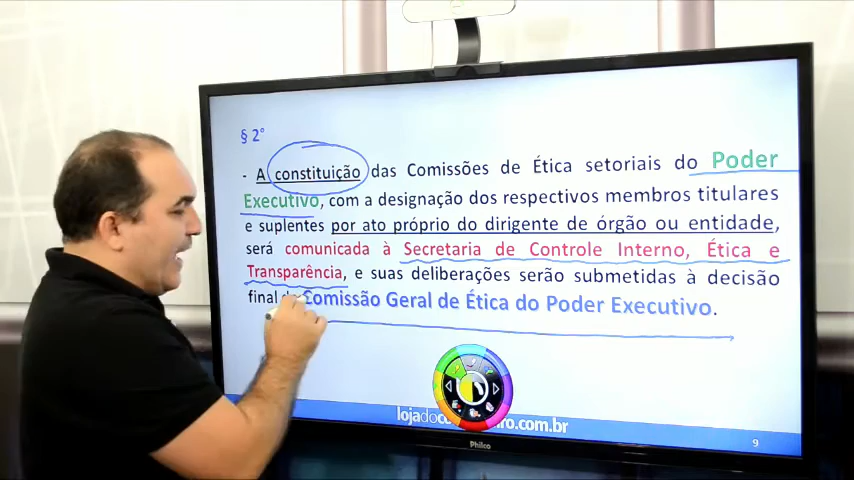 § 2°
- A constituição das Comissões de Ética setoriais do Poder
Executivo, com a designação dos respectivos membros titulares
e suplentes por ato próprio do dirigente de órgão ou entidade,
será comunicada à Secretaria de Controle Interno, Ética e
Transparência, e suas deliberações serão submetidas à decisão
final Comissão Geral de Ética do Poder Executivo.
9
Philco